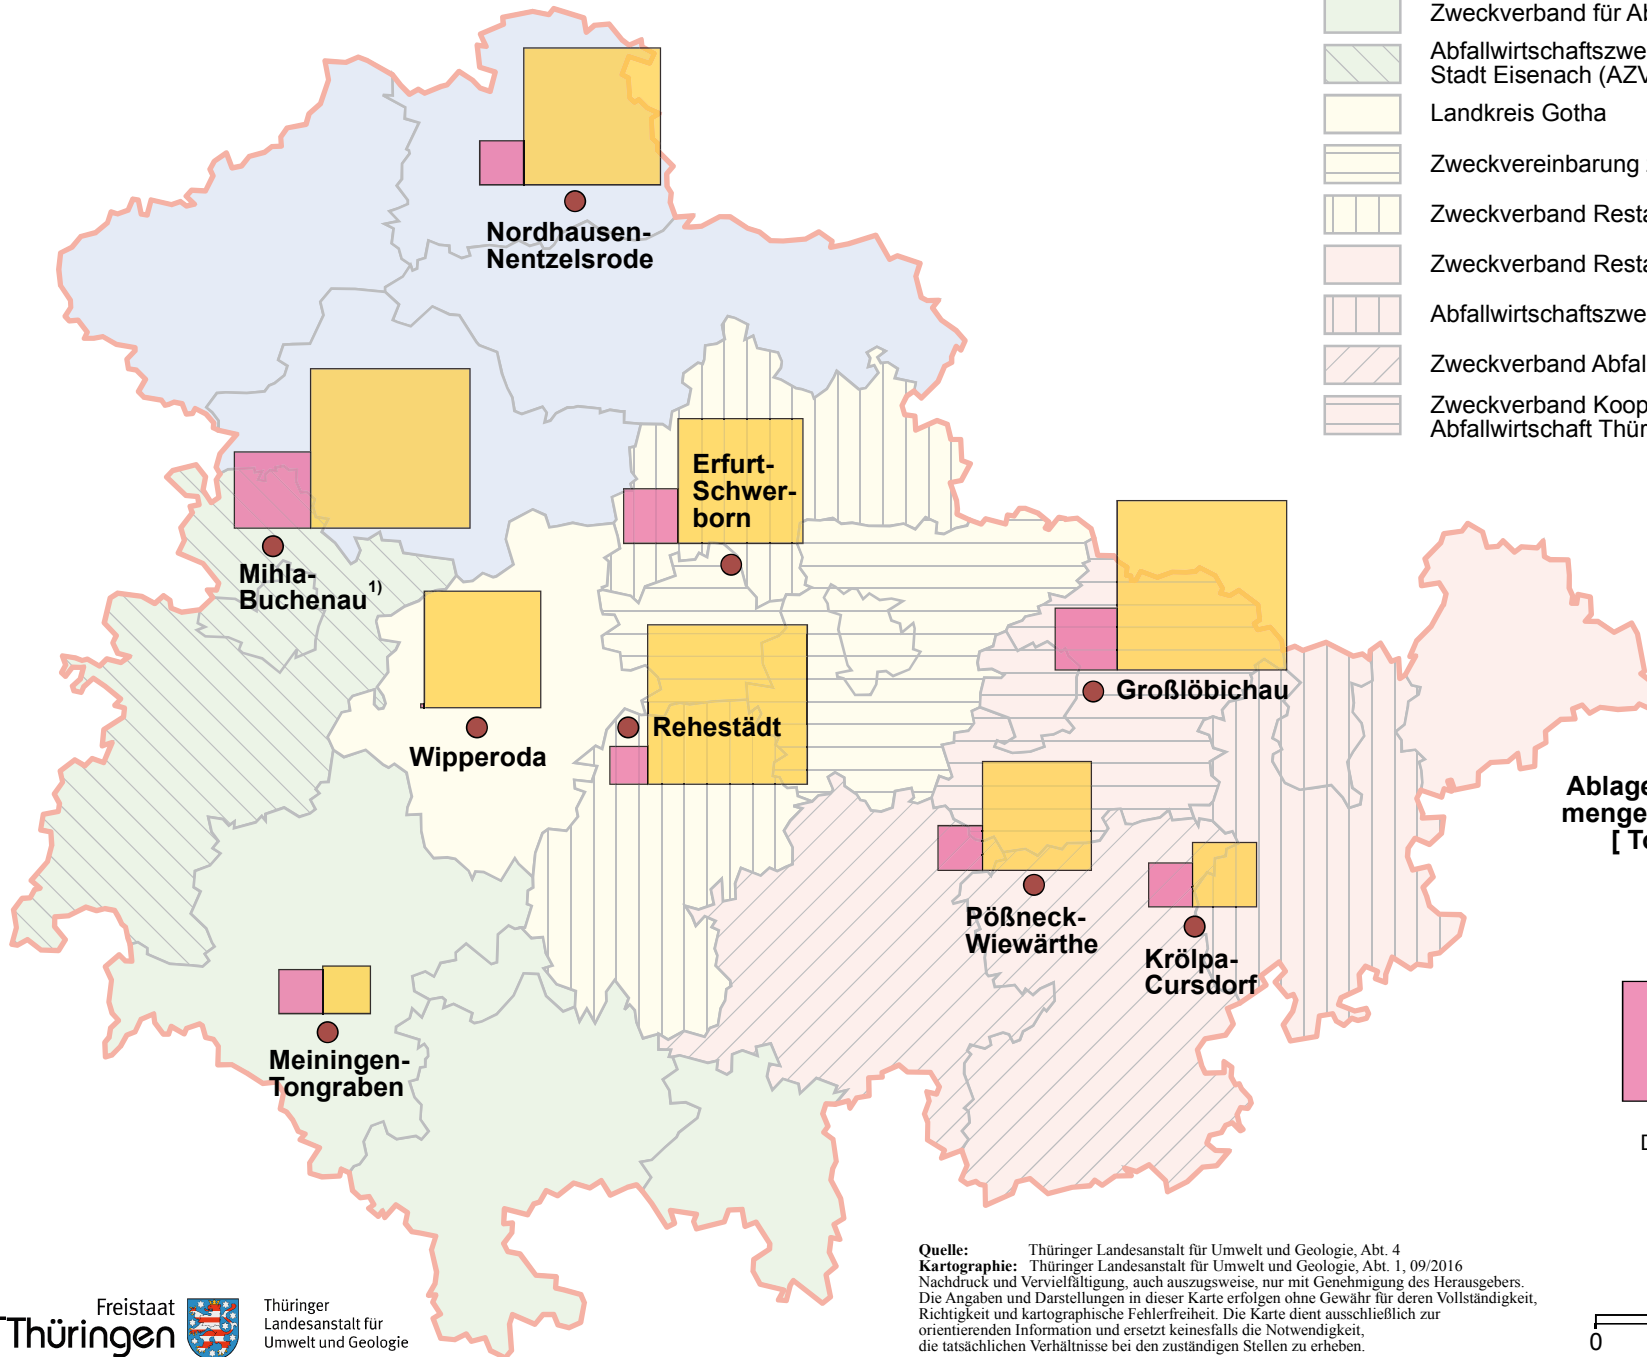 Zweckverband für
Abfallwirtschaftszwe
Stadt Eisenach (AZV
Landkreis Gotha
Zweckvereinbarung
Zweckverband Resta
Zweckverband Resta
Abfallwirtschaftszwe
Zweckverband Abfal
Zweckverband Koop
Abfallwirtschaft Thür
Nordhausen-
Nentzelsrode
Erfurt-
Schwer-
born
Mihla-
Buchenau 1)
Großlöbichau
Rehestädt
Wipperoda
Ablage
menge
[ To
Pößneck-
Wiewärthe
Krölpa-
Cursdorf
Meiningen-
Tongraben
Quelle: Thüringer Landesanstalt für Umwelt und Geologie, Abt. 4
Kartographie: Thüringer Landesanstalt für Umwelt und Geologie, Abt. 1, 09/2016
Nachdruck und Vervielfältigung, auch auszugsweise, nur mit Genehmigung des Herausgebers.
Die Angaben und Darstellungen in dieser Karte erfolgen ohne Gewähr für deren Vollständigkeit,
Richtigkeit und kartographische Fehlerfreiheit. Die Karte dient ausschließlich zur
orientierenden Information und ersetzt keinesfalls die Notwendigkeit,
die tatsächlichen Verhältnisse bei den zuständigen Stellen zu erheben.
Freistaat
Thüringen
Thüringer
Landesanstalt für
Umwelt und Geologie
0